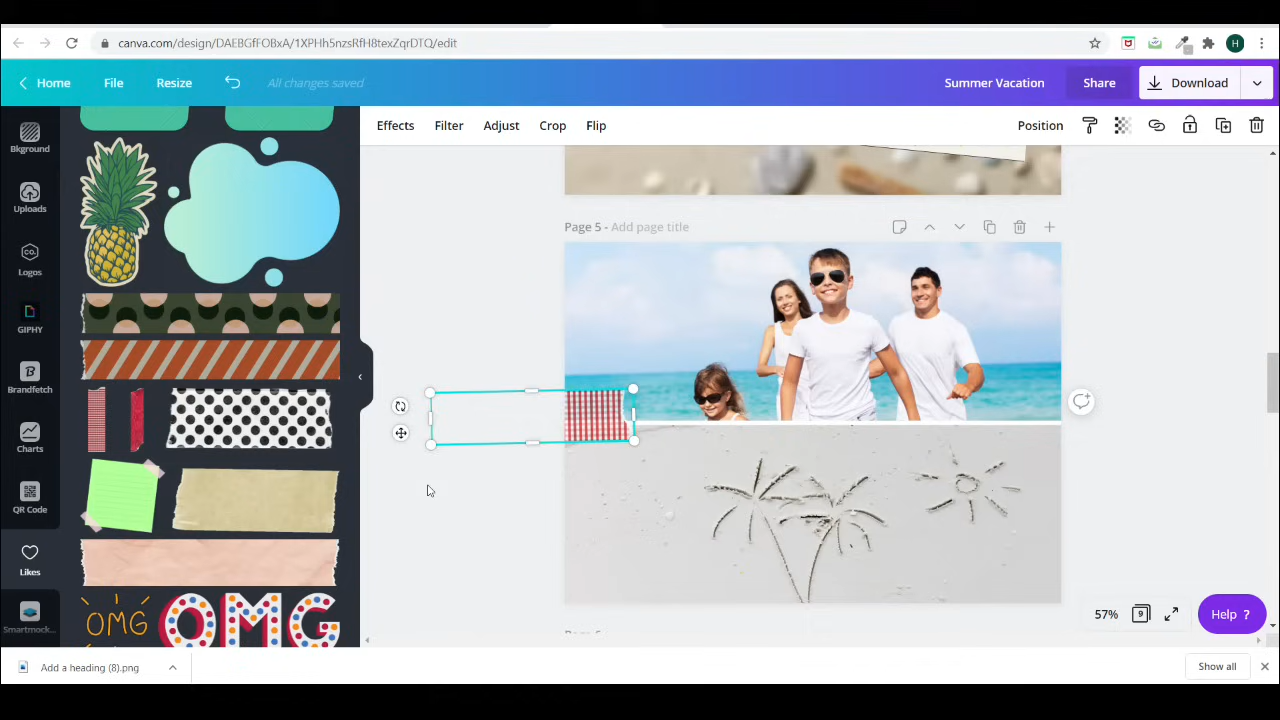 canva.com/design/DAEBGfFOBxA/1XPHh5nzsRfH8texZqrDTQ/edit
H
Home
File
Resize
All changes saved
Summer Vacation
Share
Download
Effects
Filter
Adjust
Crop
Flip
Position
Bkground
Uploads
co.
Logos
GIPHY
Brandfetch
Charts
QR Code
Likes
Smartmock...
OMG
OMG
Page 5 - Add page title
57%
9
Help ?
Add a heading (8).png
Show all